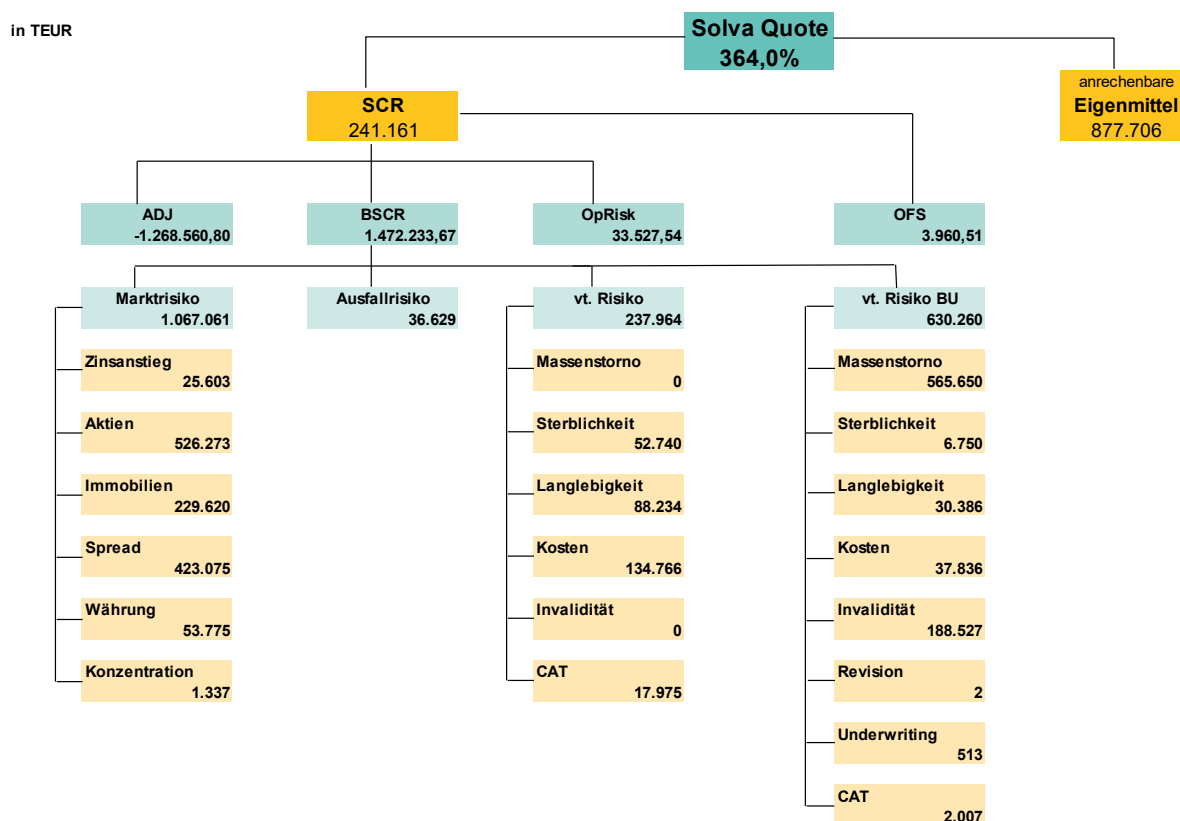 in TEUR
Solva Quote
364,0%
anrechenbare
Eigenmittel
877.706
SCR
241.161
ADJ
-1.268.560,80
BSCR
1.472.233,67
OpRisk
33.527,54
OFS
3.960,51
Marktrisiko
1.067.061
Ausfallrisiko
36.629
vt. Risiko
237.964
vt. Risiko BU
630.260
Zinsanstieg
25.603
Aktien
526.273
Immobilien
229.620
Spread
423.075
Währung
53.775
Konzentration
1.337
Massenstorno
0
Sterblichkeit
52.740
Langlebigkeit
88.234
Kosten
134.766
Invalidität
0
CAT
17.975
Massenstorno
565.650
Sterblichkeit
6.750
Langlebigkeit
30.386
Kosten
37.836
Invalidität
188.527
Revision
2
Underwriting
513
CAT
2.007